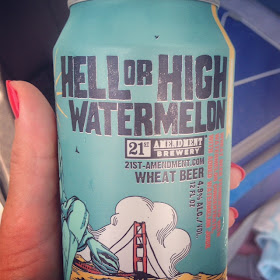 HELL OR HIGH
WATERMELON
21st AMENDMENT
BREWERY
21ST-AMENDMENT.COM
WHEAT BEER
4.9% ALC./VOL.
12 FL OZ